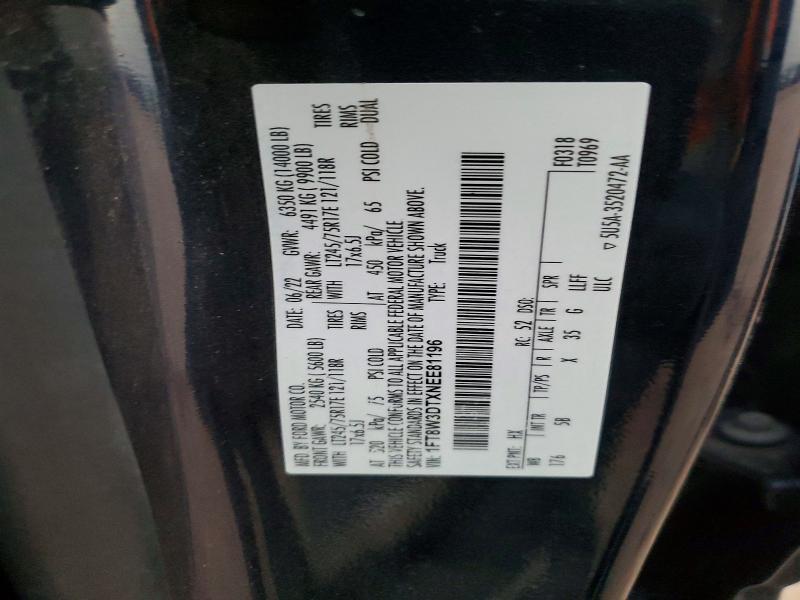 MFD. BY FORD MOTOR CO.   DATE: 06/22   GVWR: 6350 KG (14000 LB)
FRONT GAWR: 2540 KG (5600 LB)   REAR GAWR: 4491 KG (9900 LB)
LT245/75R17E 121/118R   TIRES WITH   LT245/75R17E 121/118R   TIRES
17x6.5J   RIMS   17x6.5J   RIMS
AT 520 kPa/75 PSI COLD   AT 450 kPa/ 65 PSI COLD   DUAL
THIS VEHICLE CONFORMS TO ALL APPLICABLE FEDERAL MOTOR VEHICLE
SAFETY STANDARDS IN EFFECT ON THE DATE OF MANUFACTURE SHOWN ABOVE.
VIN: 1FT8W3DTXNEE81196   TYPE: Truck
F0318
EXT PNT: HX   RC: 52 DSO:   T0969
WB | INT TR | TP/PS | R | AXLE | TR | SPR
176 5B X 35 G LLFF
ULC
▽ 5U5A-3520472-AA